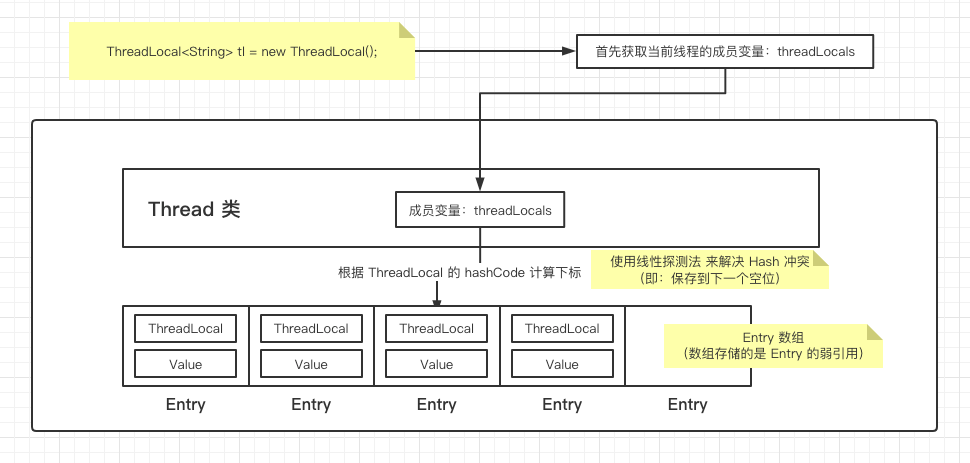 ThreadLocal<String> tl = new ThreadLocal();
首先获取当前线程的成员变量：threadLocals
Thread 类
成员变量：threadLocals
根据 ThreadLocal 的 hashCode 计算下标
使用线性探测法 来解决 Hash 冲突
（即：保存到下一个空位）
ThreadLocal
ThreadLocal
ThreadLocal
ThreadLocal
Value
Value
Value
Value
Entry 数组
（数组存储的是 Entry 的弱引用）
Entry
Entry
Entry
Entry
Entry